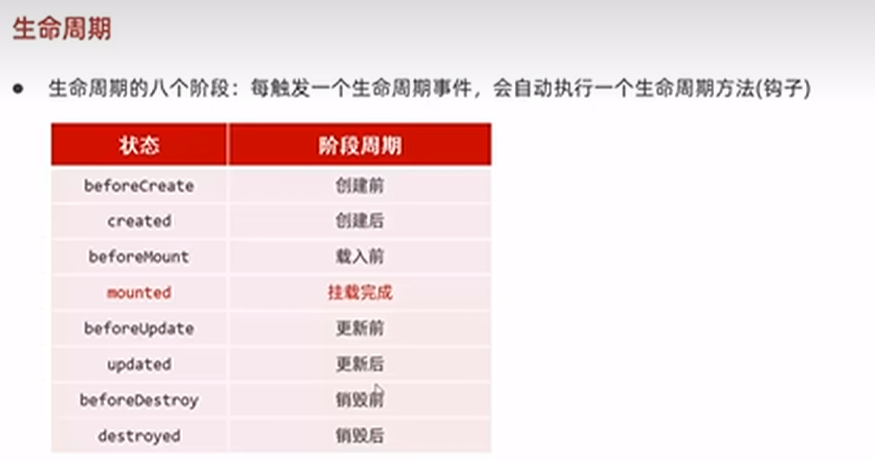 生命周期
● 生命周期的八个阶段：每触发一个生命周期事件，会自动执行一个生命周期方法(钩子)
状态 阶段周期
beforeCreate 创建前
created 创建后
beforeMount 载入前
mounted 挂载完成
beforeUpdate 更新前
updated 更新后
beforeDestroy 销毁前
destroyed 销毁后